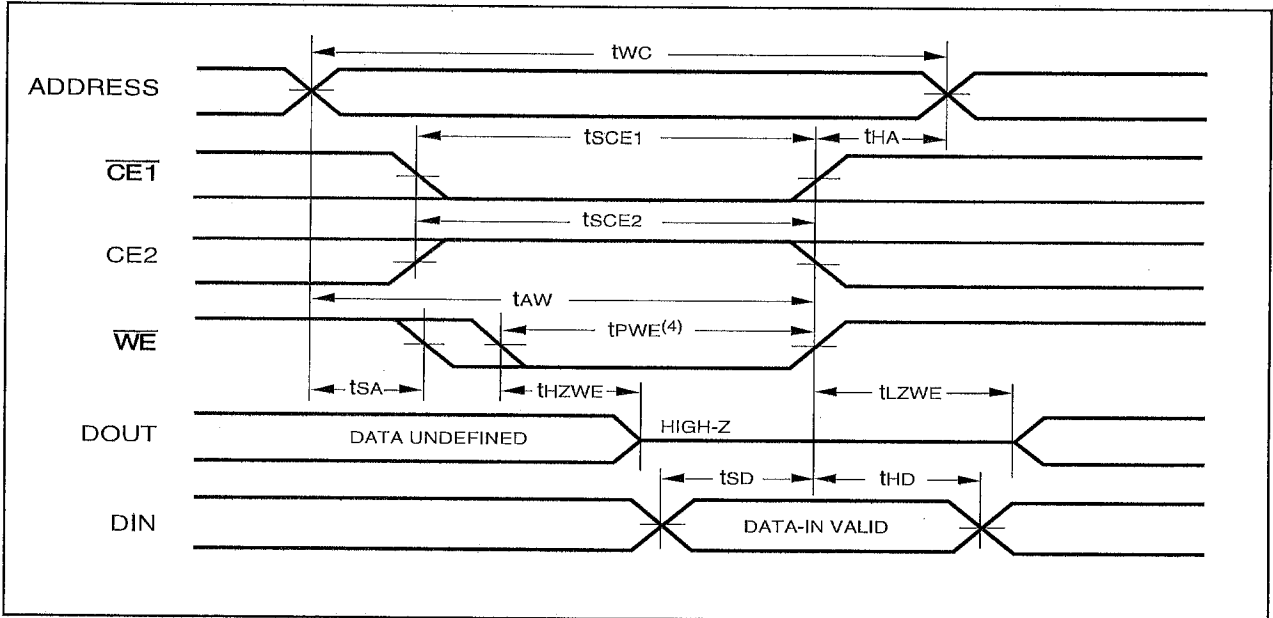 tWC
ADDRESS
tSCE1
tHA
CE1
tSCE2
CE2
tAW
WE
tPWE(4)
tSA
tHZWE
tLZWE
DOUT
DATA UNDEFINED
HIGH-Z
tSD
tHD
DIN
DATA-IN VALID